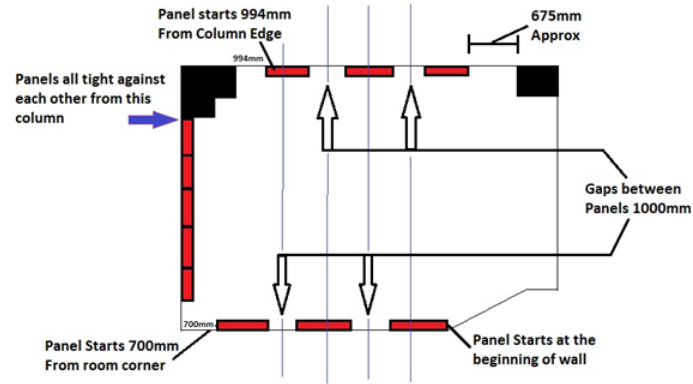 Panel starts 994mm
From Column Edge
675mm
Approx
994mm
Panels all tight against
each other from this
column
Gaps between
Panels 1000mm
700mm
Panel Starts 700mm
From room corner
Panel Starts at the
beginning of wall